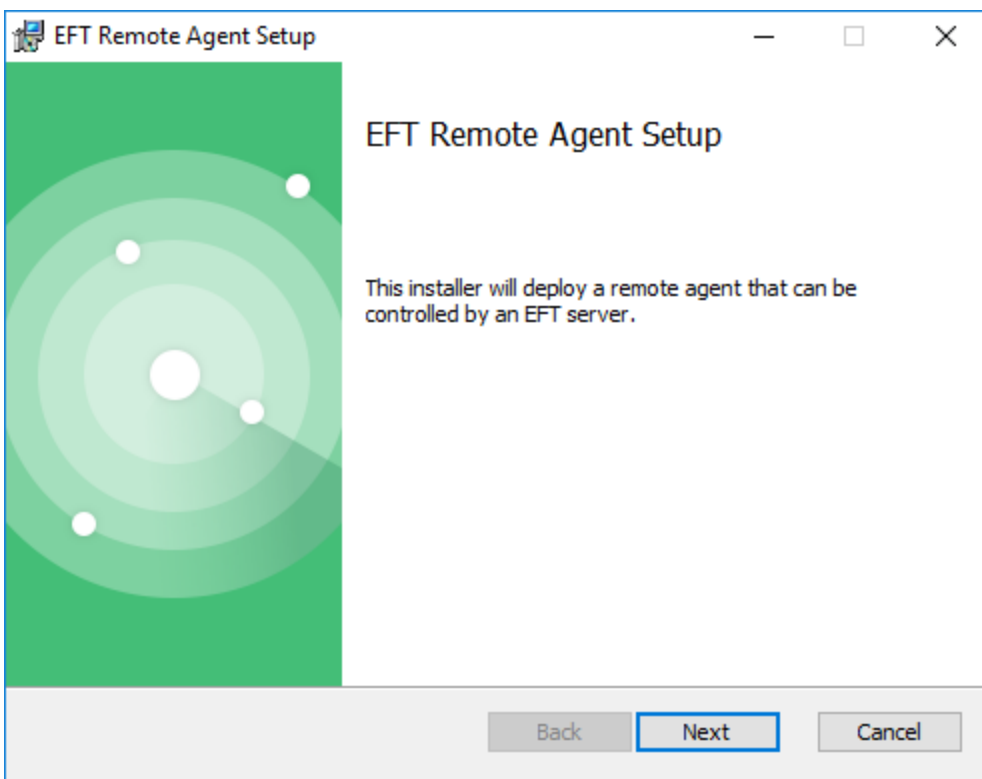 EFT Remote Agent Setup
EFT Remote Agent Setup
This installer will deploy a remote agent that can be
controlled by an EFT server.
Back Next Cancel